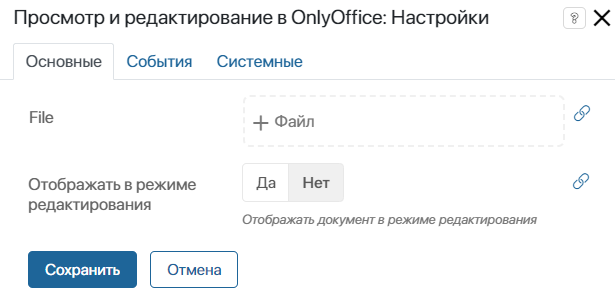 Просмотр и редактирование в OnlyOffice: Настройки
?
Основные События Системные
File
+ Файл
Отображать в режиме
редактирования
Да Нет
Отображать документ в режиме редактирования
Сохранить Отмена